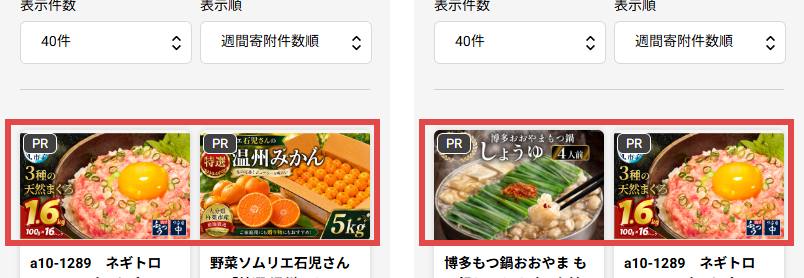 表示件数
表示順
40件
週間寄附件数順
PR
3種の
天然まぐろ
1.6kg
100g×16
中
a10-1289　ネギトロ
PR
石児さんの
特選
温州みかん
5kg
野菜ソムリエ石児さん
表示件数
表示順
40件
週間寄附件数順
PR
博多おおやまもつ鍋
しょうゆ
4人前
博多もつ鍋おおやま も
PR
3種の
天然まぐろ
1.6kg
100g×16
中
a10-1289　ネギトロ